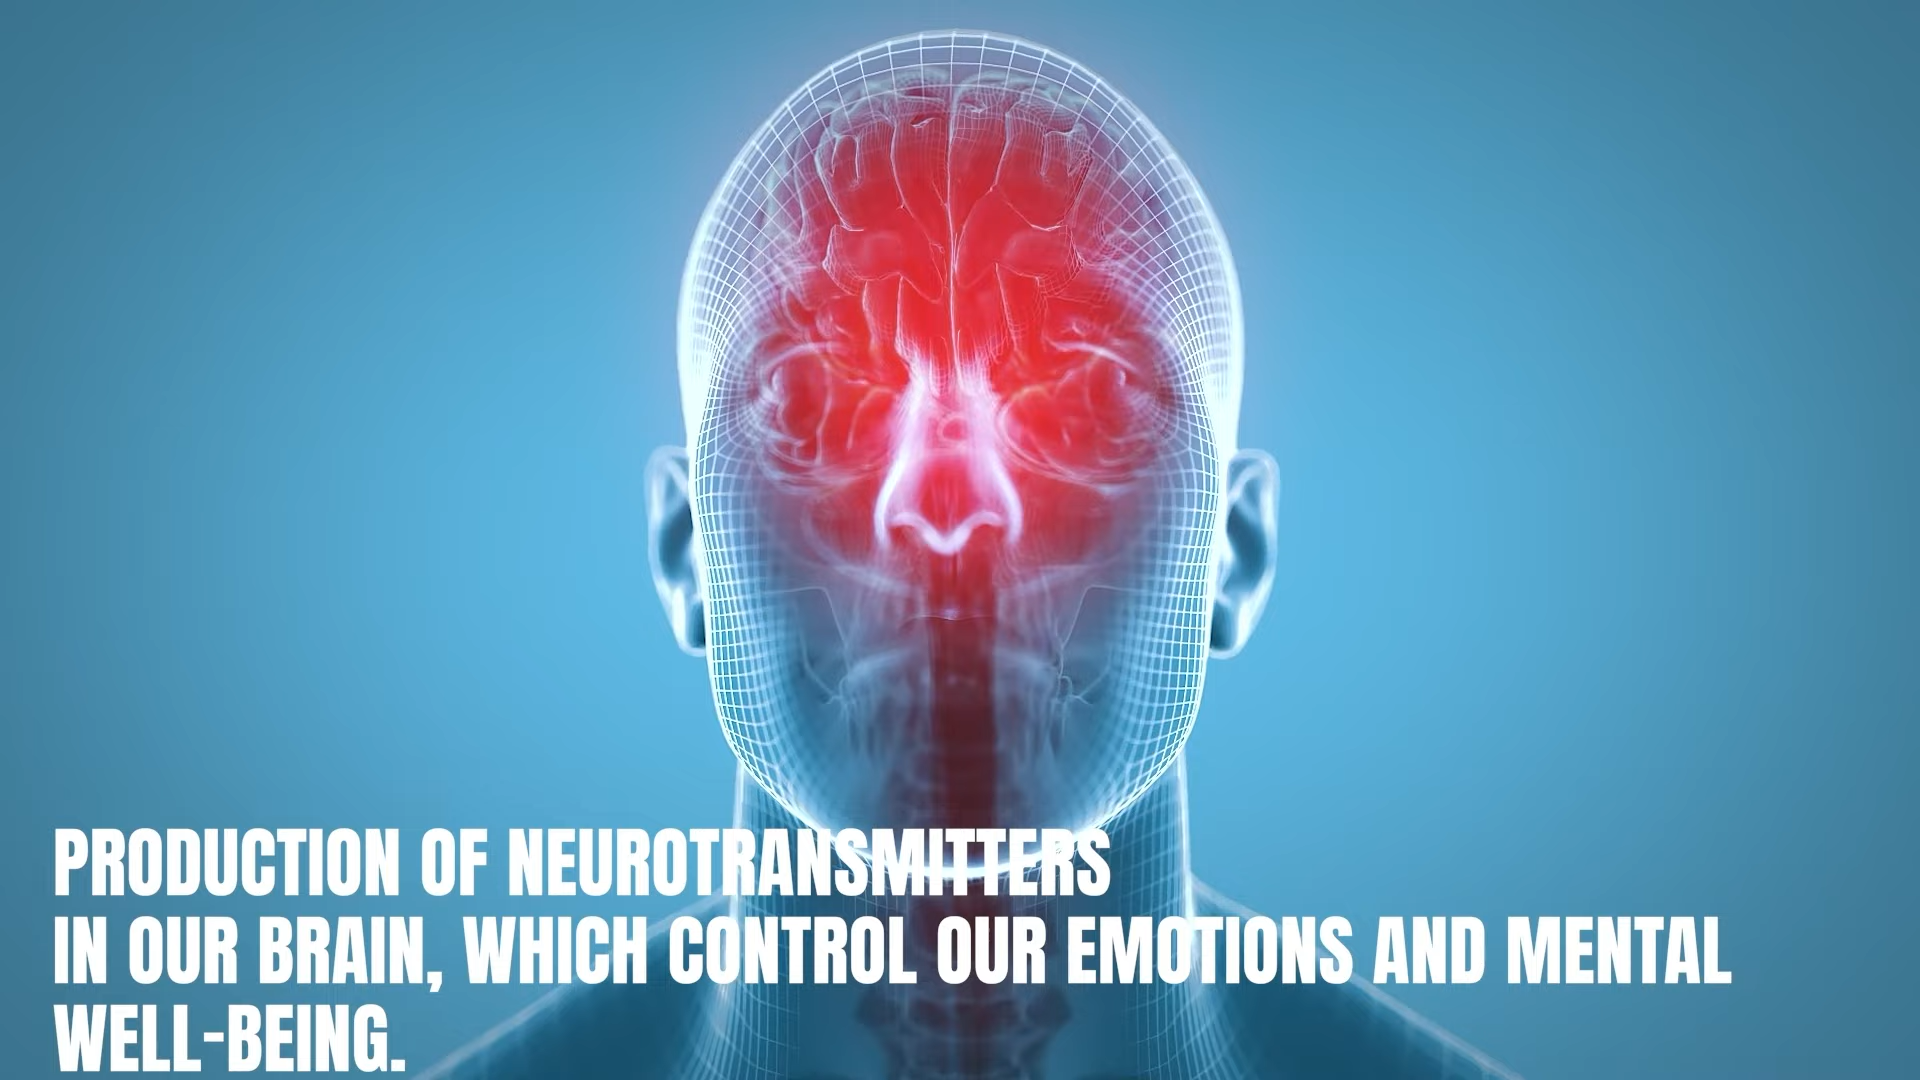 PRODUCTION OF NEUROTRANSMITTERS
IN OUR BRAIN, WHICH CONTROL OUR EMOTIONS AND MENTAL
WELL-BEING.